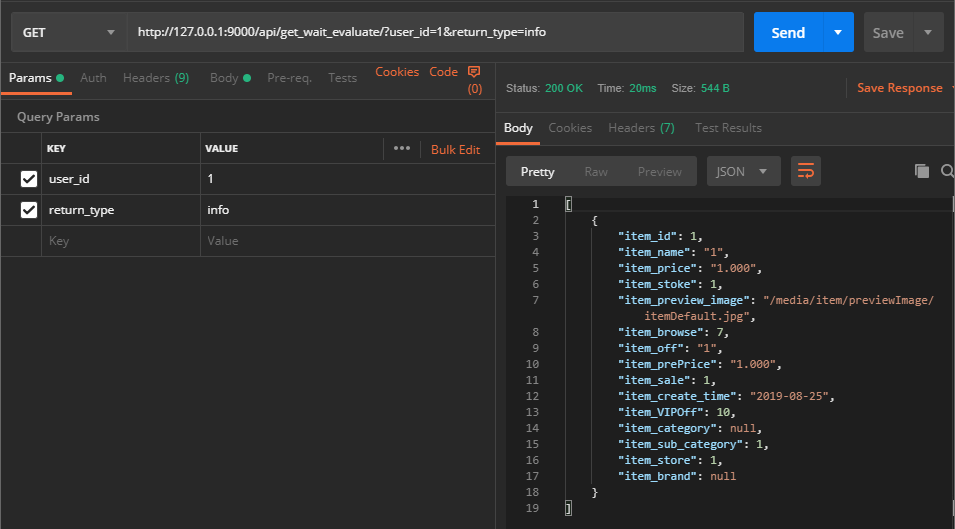 GET http://127.0.0.1:9000/api/get_wait_evaluate/?user_id=1&return_type=info Send Save
Params Auth Headers (9) Body Pre-req. Tests Cookies Code (0)
Query Params
KEY VALUE ••• Bulk Edit
user_id 1
return_type info
Key Value
Status: 200 OK Time: 20ms Size: 544 B Save Response
Body Cookies Headers (7) Test Results
Pretty Raw Preview JSON
1 [
2 {
3 "item_id": 1,
4 "item_name": "1",
5 "item_price": "1.000",
6 "item_stoke": 1,
7 "item_preview_image": "/media/item/previewImage/
itemDefault.jpg",
8 "item_browse": 7,
9 "item_off": "1",
10 "item_prePrice": "1.000",
11 "item_sale": 1,
12 "item_create_time": "2019-08-25",
13 "item_VIPOff": 10,
14 "item_category": null,
15 "item_sub_category": 1,
16 "item_store": 1,
17 "item_brand": null
18 }
19 ]